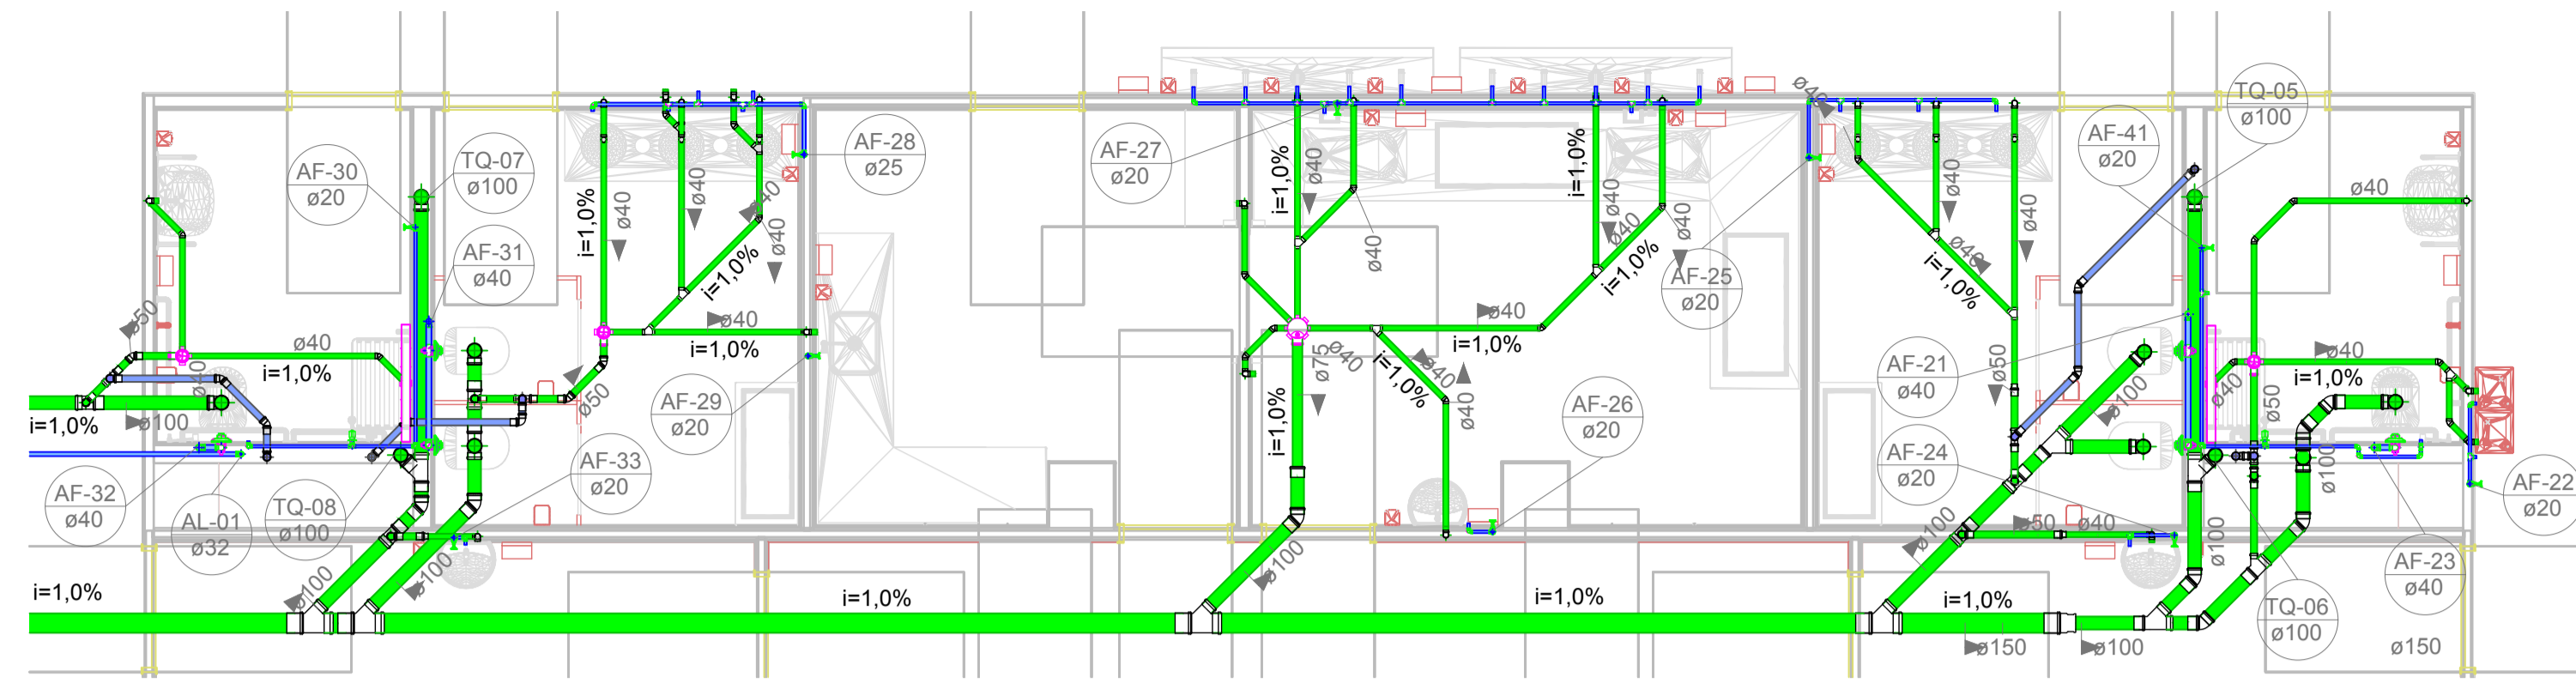 TQ-05
ø100
AF-41
ø20
AF-28
ø25
AF-27
ø20
AF-30
ø20
TQ-07
ø100
AF-31
ø40
AF-25
ø20
AF-21
ø40
AF-24
ø20
AF-29
ø20
AF-26
ø20
AF-33
ø20
AF-32
ø40
AL-01
ø32
TQ-08
ø100
AF-22
ø20
AF-23
ø40
TQ-06
ø100
ø40
i=1,0%
ø40
ø40
ø40
ø40
i=1,0%
ø40
i=1,0%
ø50
ø50
ø40
i=1,0%
ø40
i=1,0%
ø100
i=1,0%
ø40
ø40
i=1,0%
ø40
ø40
ø40
i=1,0%
ø40
i=1,0%
ø75
ø40
i=1,0%
ø40
ø40
i=1,0%
ø40
ø40
ø40
ø40
i=1,0%
ø50
ø100
ø40
ø40
i=1,0%
ø40
ø50
ø100
ø100
ø50
ø40
ø100
ø100
ø100
i=1,0%
i=1,0%
i=1,0%
i=1,0%
ø150
ø100
ø150